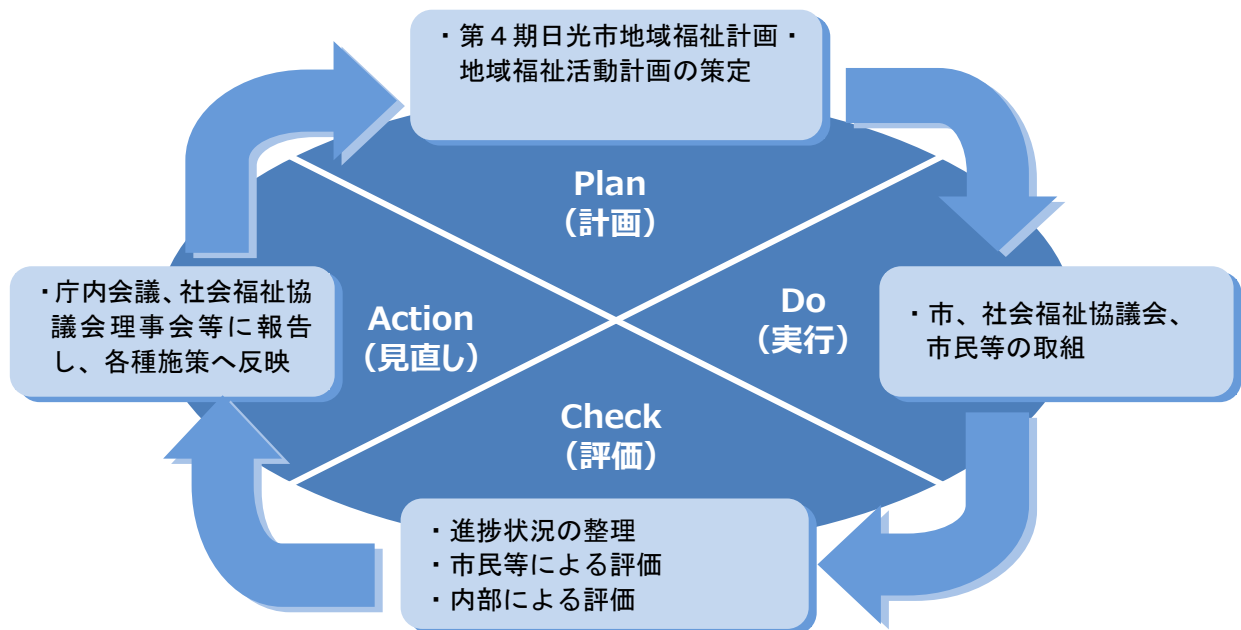 ・第４期日光市地域福祉計画・
地域福祉活動計画の策定
Plan
（計画）
Do
（実行）
・市、社会福祉協議会、
市民等の取組
Check
（評価）
・進捗状況の整理
・市民等による評価
・内部による評価
Action
（見直し）
・庁内会議、社会福祉協
議会理事会等に報告
し、各種施策へ反映